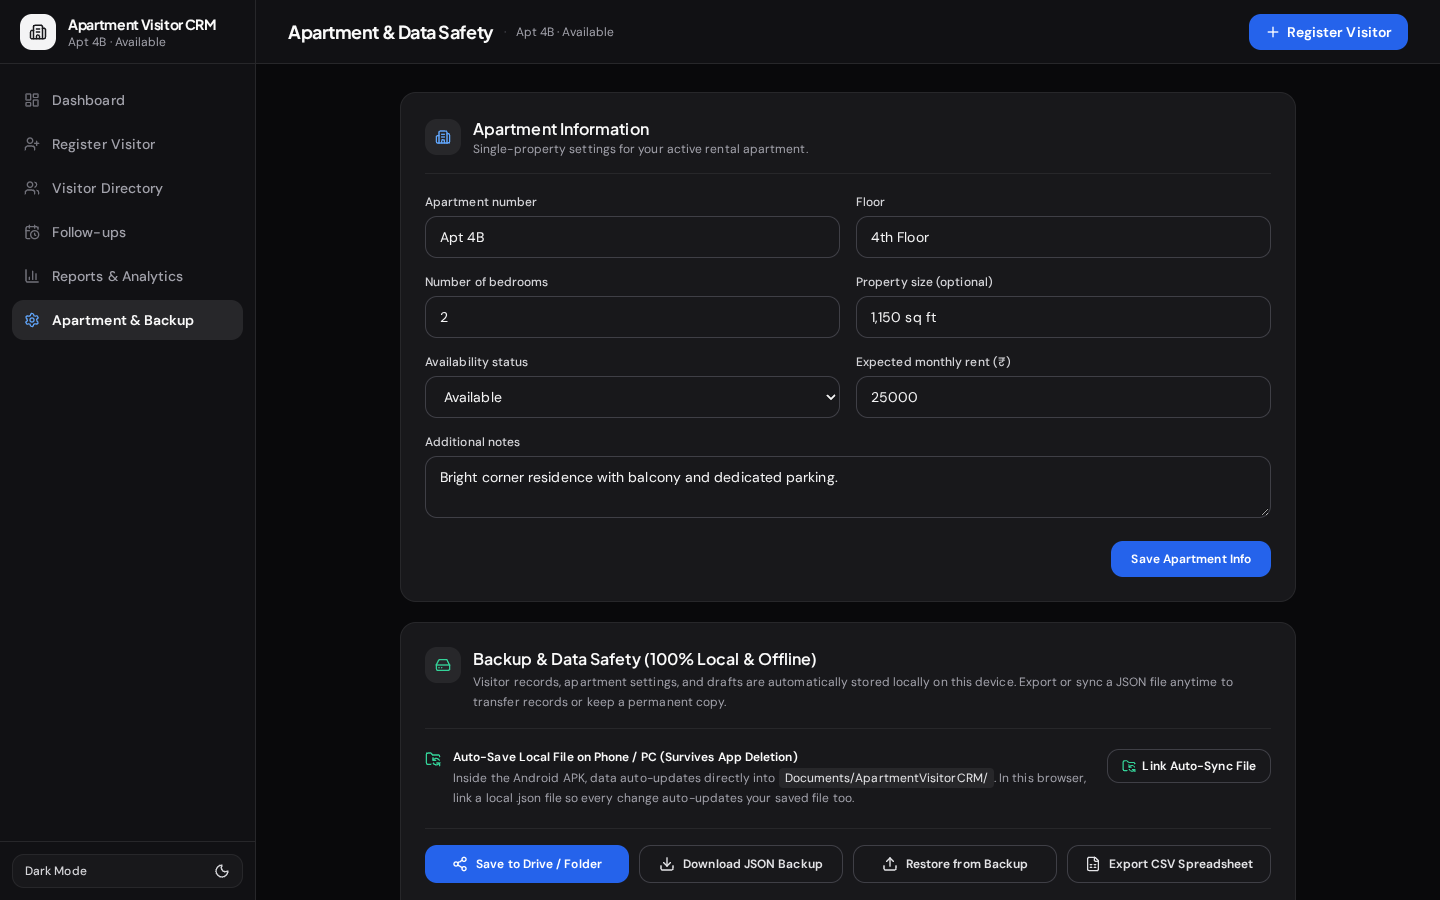 Apartment Visitor CRM
Apt 4B · Available
Dashboard
Register Visitor
Visitor Directory
Follow-ups
Reports & Analytics
Apartment & Backup
Dark Mode
Apartment & Data Safety · Apt 4B · Available
Register Visitor
Apartment Information
Single-property settings for your active rental apartment.
Apartment number
Apt 4B
Floor
4th Floor
Number of bedrooms
2
Property size (optional)
1,150 sq ft
Availability status
Available
Expected monthly rent (₹)
25000
Additional notes
Bright corner residence with balcony and dedicated parking.
Save Apartment Info
Backup & Data Safety (100% Local & Offline)
Visitor records, apartment settings, and drafts are automatically stored locally on this device. Export or sync a JSON file anytime to
transfer records or keep a permanent copy.
Auto-Save Local File on Phone / PC (Survives App Deletion)
Inside the Android APK, data auto-updates directly into Documents/ApartmentVisitorCRM/ . In this browser,
link a local .json file so every change auto-updates your saved file too.
Link Auto-Sync File
Save to Drive / Folder
Download JSON Backup
Restore from Backup
Export CSV Spreadsheet